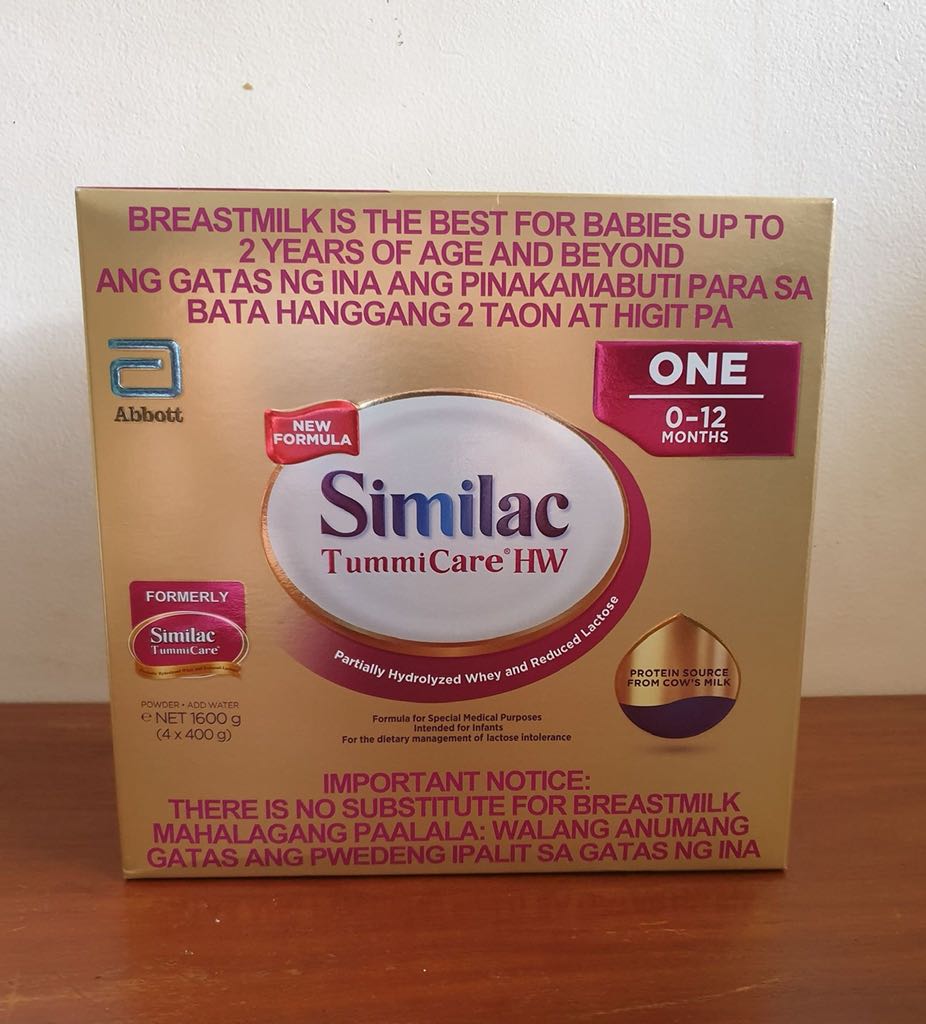 BREASTMILK IS THE BEST FOR BABIES UP TO
2 YEARS OF AGE AND BEYOND
ANG GATAS NG INA ANG PINAKAMABUTI PARA SA
BATA HANGGANG 2 TAON AT HIGIT PA
Abbott
ONE
0-12
MONTHS
NEW
FORMULA
Similac
TummiCare® HW
Partially Hydrolyzed Whey and Reduced Lactose
FORMERLY
Similac
TummiCare®
PROTEIN SOURCE
FROM COW'S MILK
POWDER • ADD WATER
e NET 1600 g
(4 x 400 g)
Formula for Special Medical Purposes
Intended for Infants
For the dietary management of lactose intolerance
IMPORTANT NOTICE:
THERE IS NO SUBSTITUTE FOR BREASTMILK
MAHALAGANG PAALALA: WALANG ANUMANG
GATAS ANG PWEDENG IPALIT SA GATAS NG INA